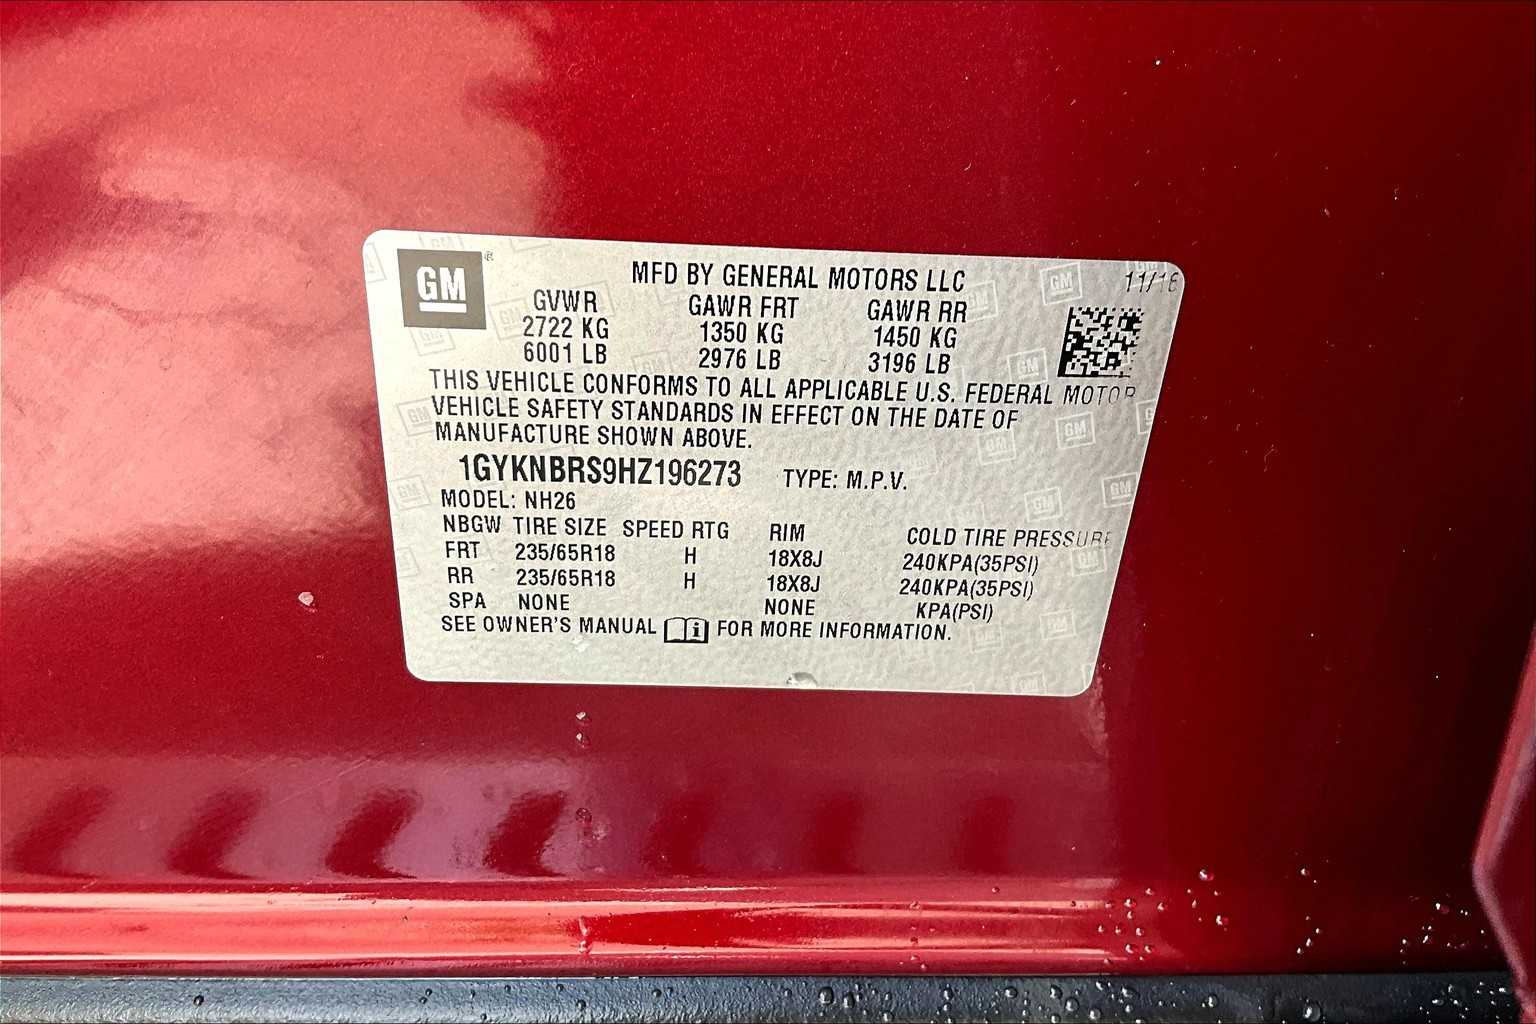 GM ® MFD BY GENERAL MOTORS LLC 11/16
GVWR GAWR FRT GAWR RR
2722 KG 1350 KG 1450 KG
6001 LB 2976 LB 3196 LB
THIS VEHICLE CONFORMS TO ALL APPLICABLE U.S. FEDERAL MOTOR
VEHICLE SAFETY STANDARDS IN EFFECT ON THE DATE OF
MANUFACTURE SHOWN ABOVE.
1GYKNBRS9HZ196273 TYPE: M.P.V.
MODEL: NH26
NBGW TIRE SIZE SPEED RTG RIM COLD TIRE PRESSURE
FRT 235/65R18 H 18X8J 240KPA(35PSI)
RR 235/65R18 H 18X8J 240KPA(35PSI)
SPA NONE NONE KPA(PSI)
SEE OWNER'S MANUAL FOR MORE INFORMATION.